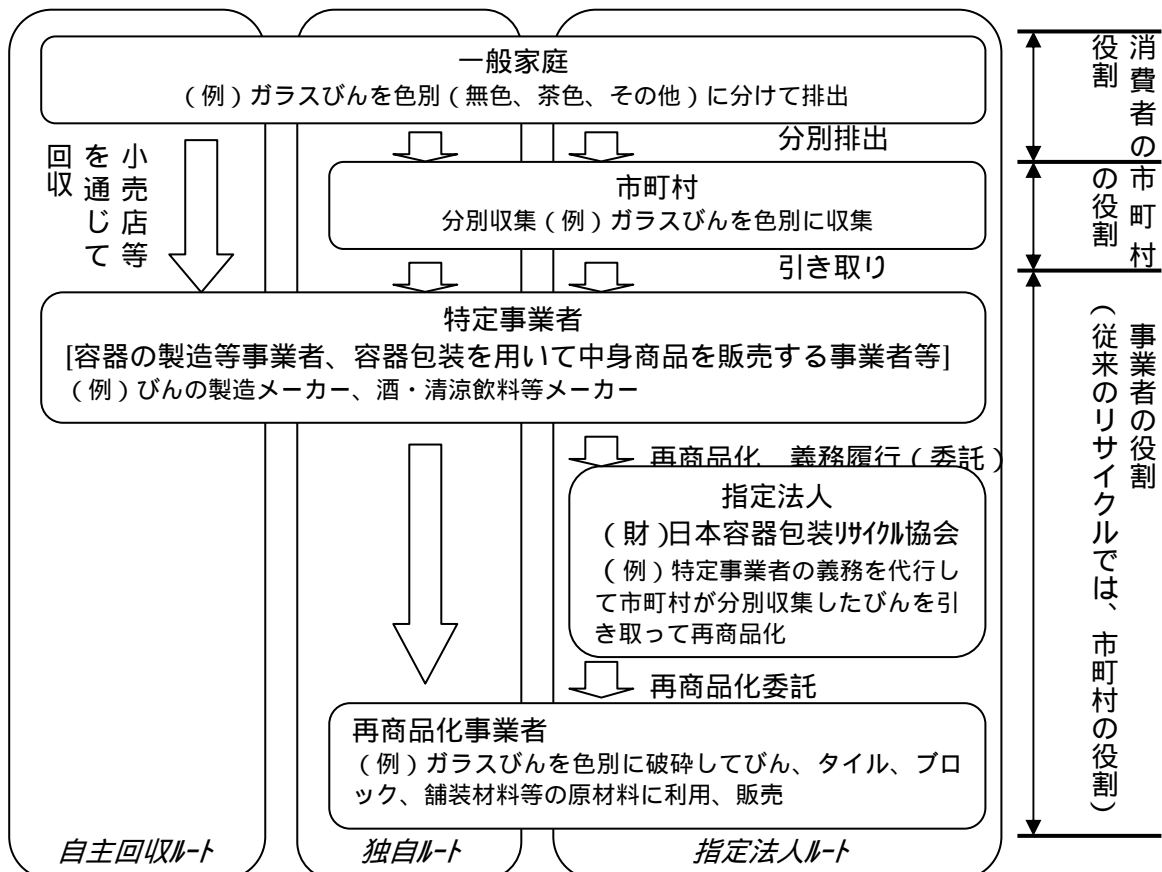 一般家庭
（例）ガラスびんを色別（無色、茶色、その他）に分けて排出
小売店等
を通じて
回収
分別排出
市町村
分別収集（例）ガラスびんを色別に収集
引き取り
特定事業者
[容器の製造等事業者、容器包装を用いて中身商品を販売する事業者等]
（例）びんの製造メーカー、酒・清涼飲料等メーカー
再商品化　義務履行（委託）
指定法人
（財）日本容器包装ﾘｻｲｸﾙ協会
（例）特定事業者の義務を代行し
て市町村が分別収集したびんを引
き取って再商品化
再商品化委託
再商品化事業者
（例）ガラスびんを色別に破砕してびん、タイル、ブロ
ック、舗装材料等の原材料に利用、販売
自主回収ﾙｰﾄ
独自ﾙｰﾄ
指定法人ﾙｰﾄ
消費者の
役割
市町村
の役割
事業者の役割
（従来のリサイクルでは、市町村の役割）